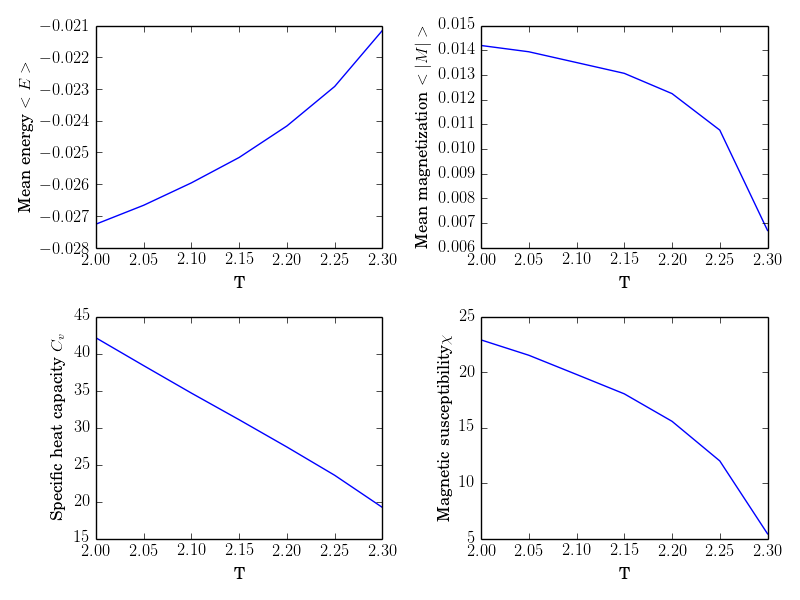 Mean energy < E >
−0.021
−0.022
−0.023
−0.024
−0.025
−0.026
−0.027
−0.028
2.00 2.05 2.10 2.15 2.20 2.25 2.30
T
Mean magnetization < |M| >
0.015
0.014
0.013
0.012
0.011
0.010
0.009
0.008
0.007
0.006
2.00 2.05 2.10 2.15 2.20 2.25 2.30
T
Specific heat capacity Cv
45
40
35
30
25
20
15
2.00 2.05 2.10 2.15 2.20 2.25 2.30
T
Magnetic susceptibilityχ
25
20
15
10
5
2.00 2.05 2.10 2.15 2.20 2.25 2.30
T